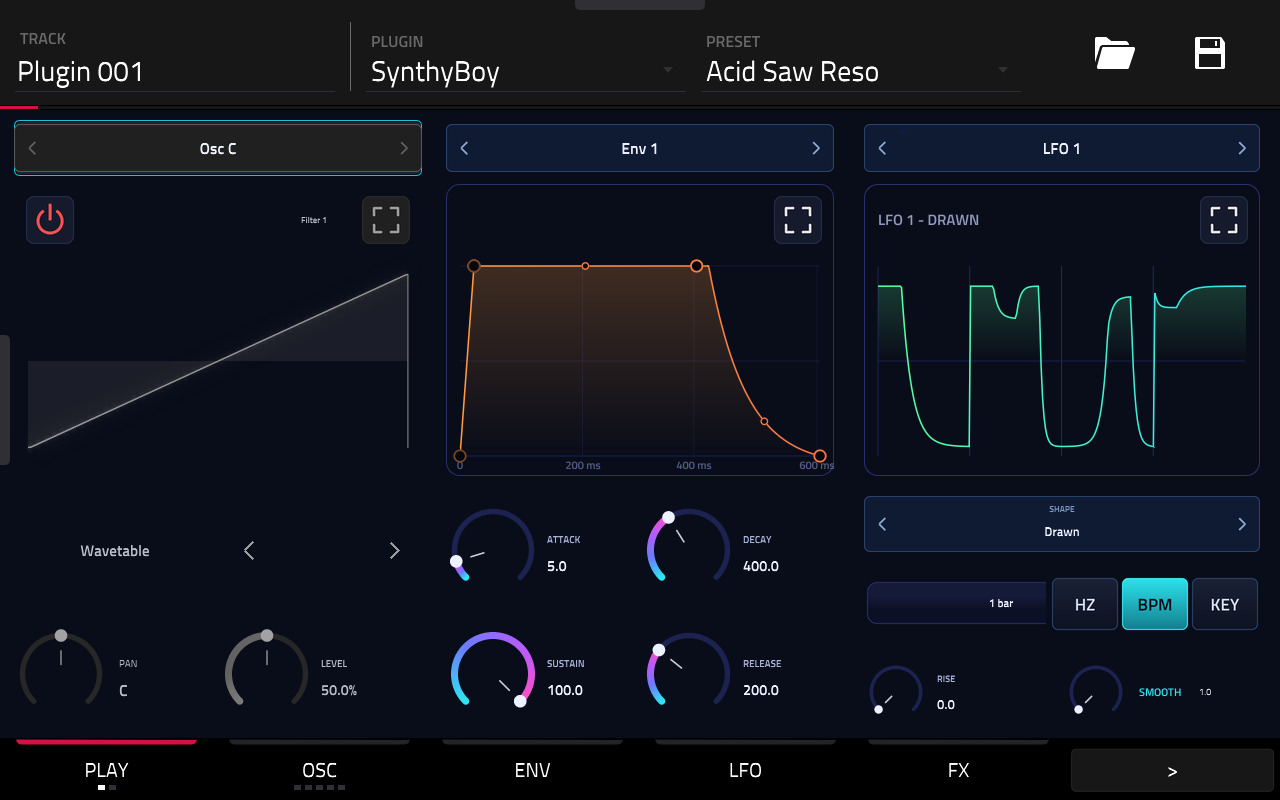 TRACK
Plugin 001
PLUGIN
SynthyBoy
PRESET
Acid Saw Reso
Osc C
Env 1
LFO 1
Filter 1
LFO 1 - DRAWN
0
200 ms
400 ms
600 ms
Wavetable
PAN
C
LEVEL
50.0%
ATTACK
5.0
DECAY
400.0
SUSTAIN
100.0
RELEASE
200.0
SHAPE
Drawn
1 bar
HZ
BPM
KEY
RISE
0.0
SMOOTH 1.0
PLAY
OSC
ENV
LFO
FX
>